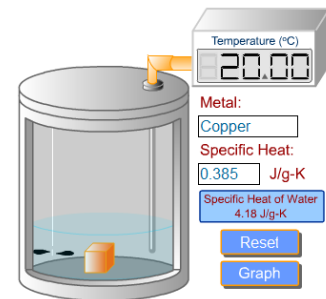 Temperature (°C)
20.00
Metal:
Copper
Specific Heat:
0.385 J/g-K
Specific Heat of Water
4.18 J/g-K
Reset
Graph